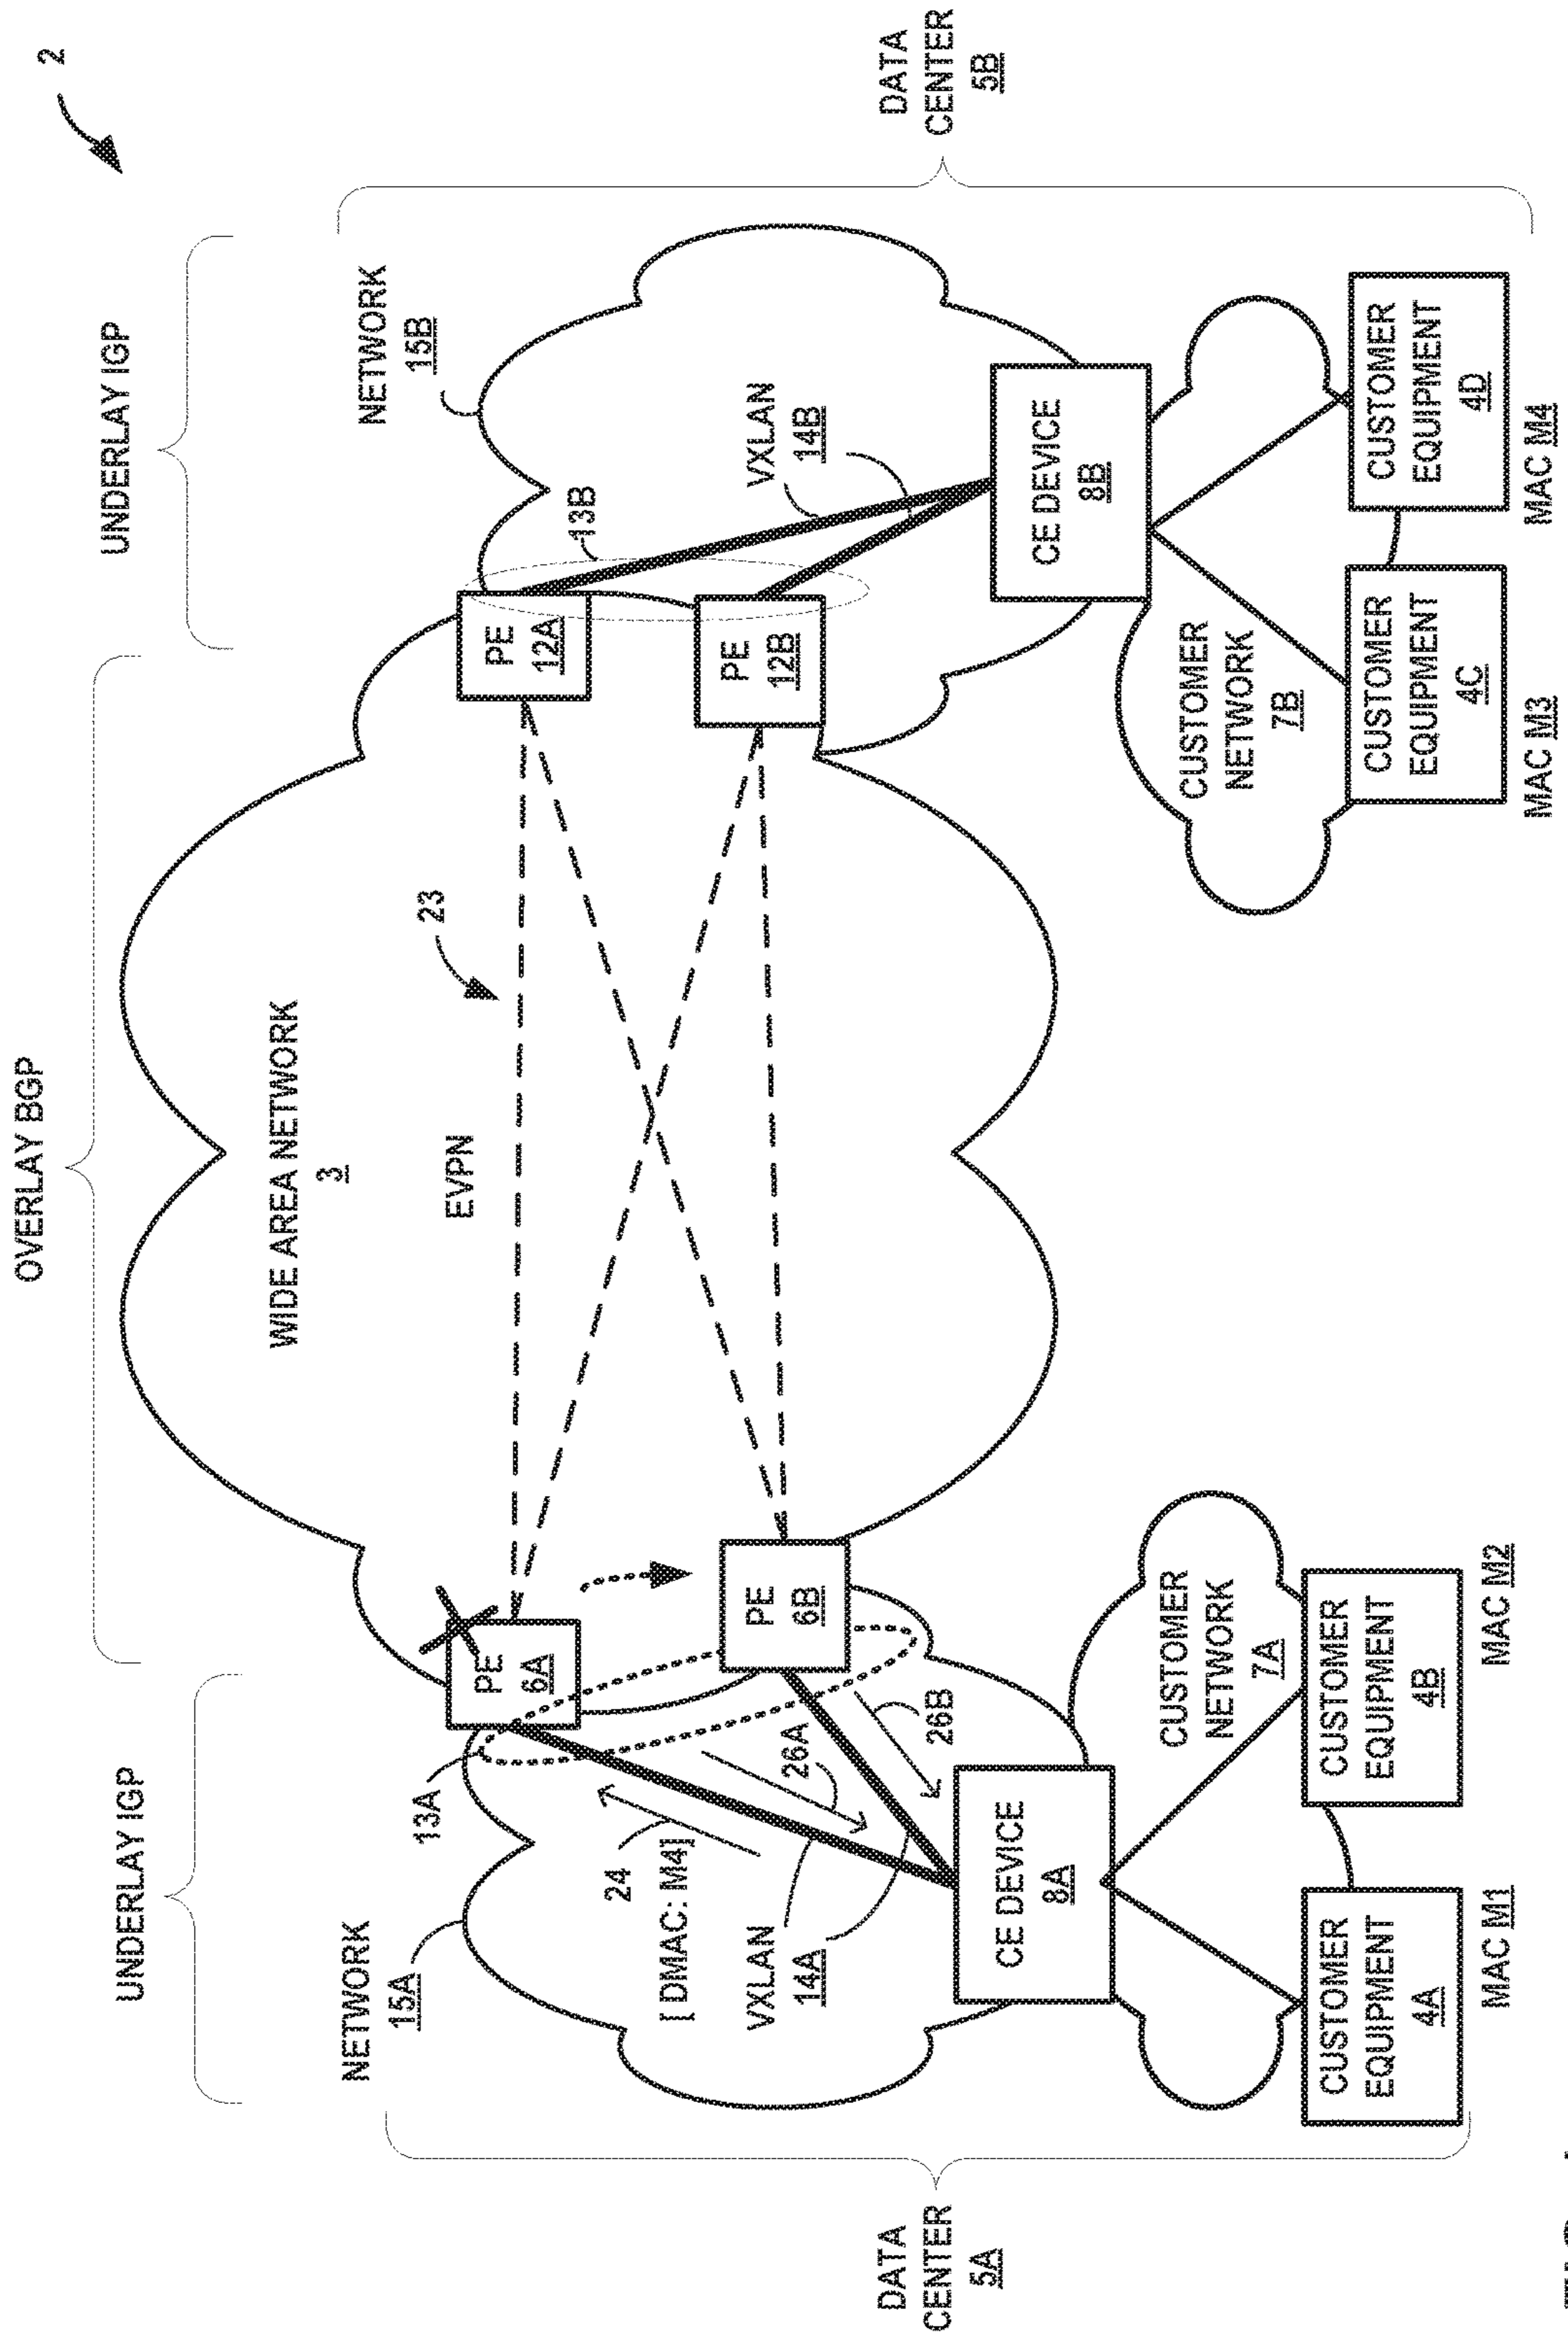 2
OVERLAY BGP
UNDERLAY IGP
UNDERLAY IGP
NETWORK
15A
WIDE AREA NETWORK
3
NETWORK
15B
13A
EVPN
23
PE
6A
PE
12A
13B
24
[ DMAC: M4]
26A
PE
6B
PE
12B
VXLAN
14A
26B
VXLAN
14B
DATA
CENTER
5A
DATA
CENTER
5B
CE DEVICE
8A
CE DEVICE
8B
CUSTOMER
NETWORK
7A
CUSTOMER
NETWORK
7B
CUSTOMER
EQUIPMENT
4A
CUSTOMER
EQUIPMENT
4B
CUSTOMER
EQUIPMENT
4C
CUSTOMER
EQUIPMENT
4D
MAC M1
MAC M2
MAC M3
MAC M4